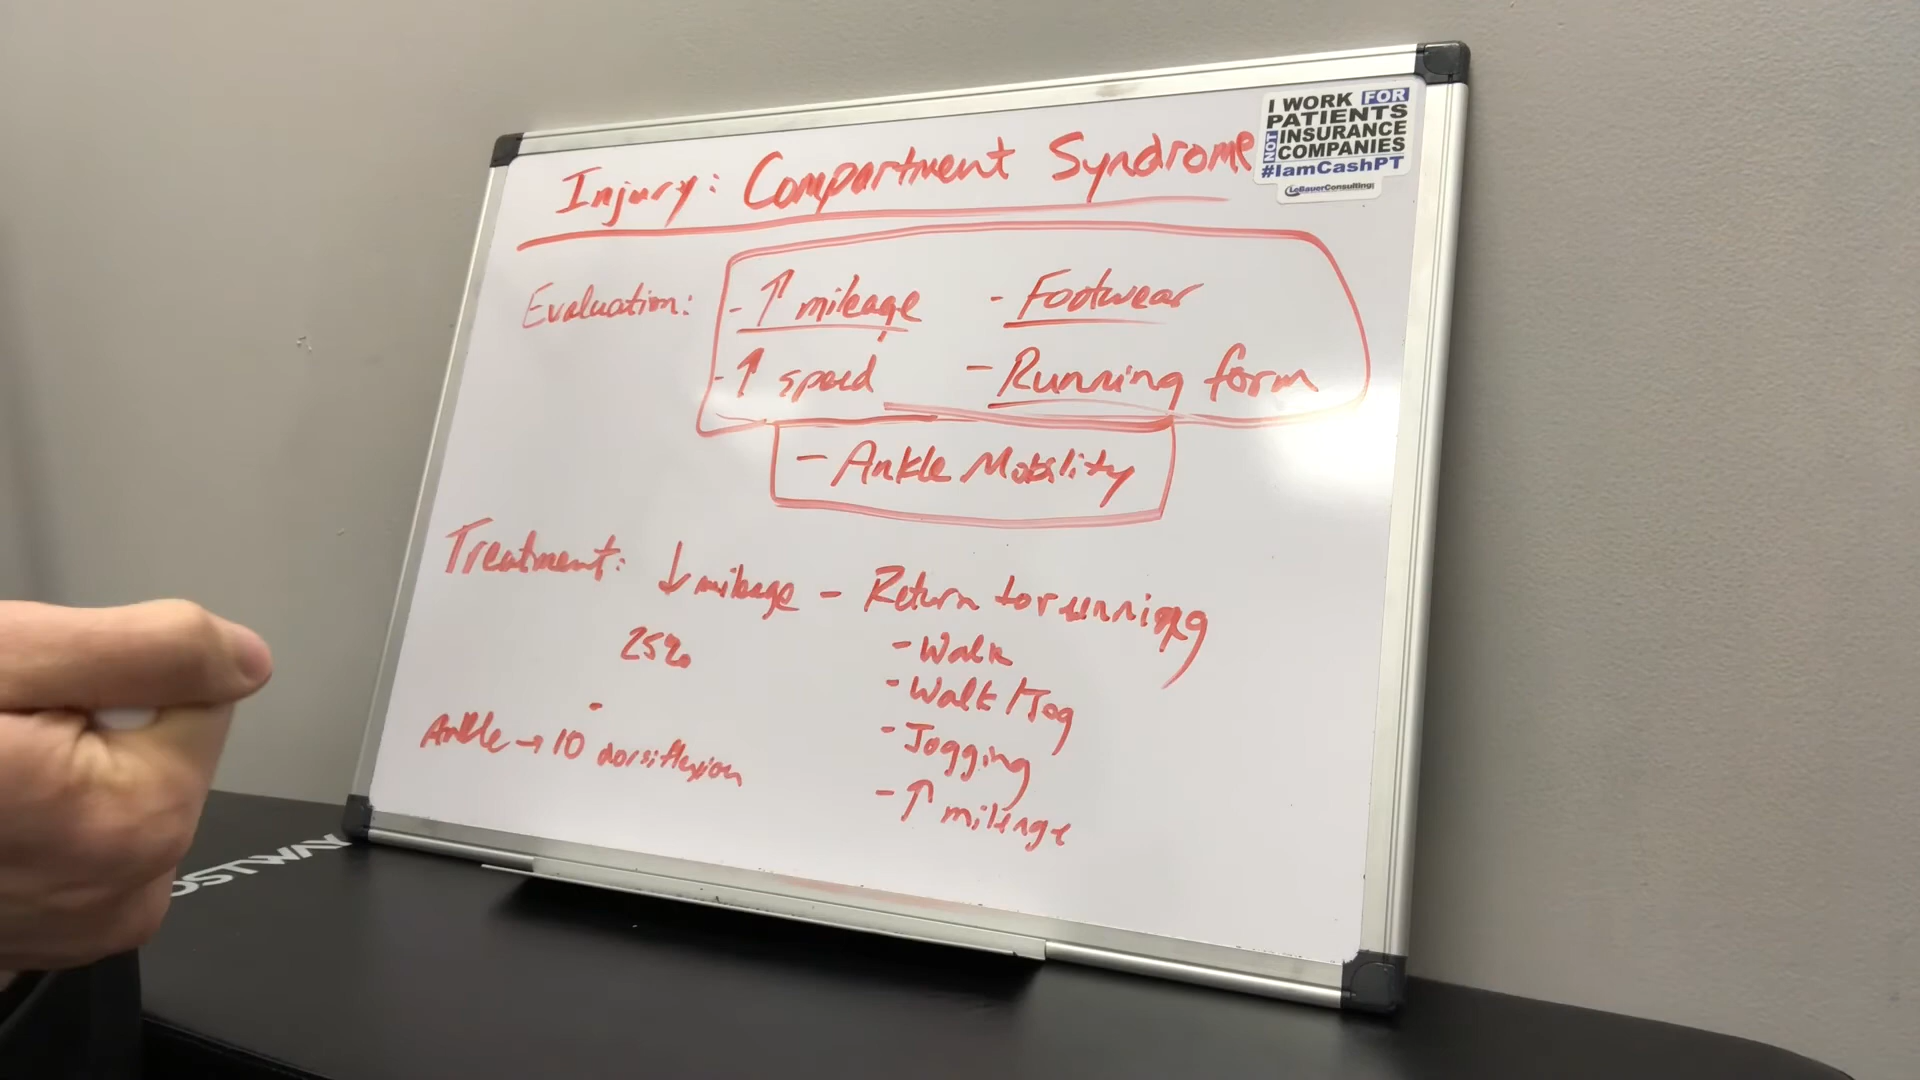 I WORK FOR
PATIENTS
NOT INSURANCE
COMPANIES
#IamCashPT
LeBauerConsulting
Injury: Compartment Syndrome
Evaluation: - ↑ mileage - Footwear
- ↑ speed - Running form
- Ankle Mobility
Treatment: ↓ mileage - Return to running
25%
- Walk
- Walk/Jog
Ankle → 10 dorsiflexion
- Jogging
- ↑ mileage
OSTWAY